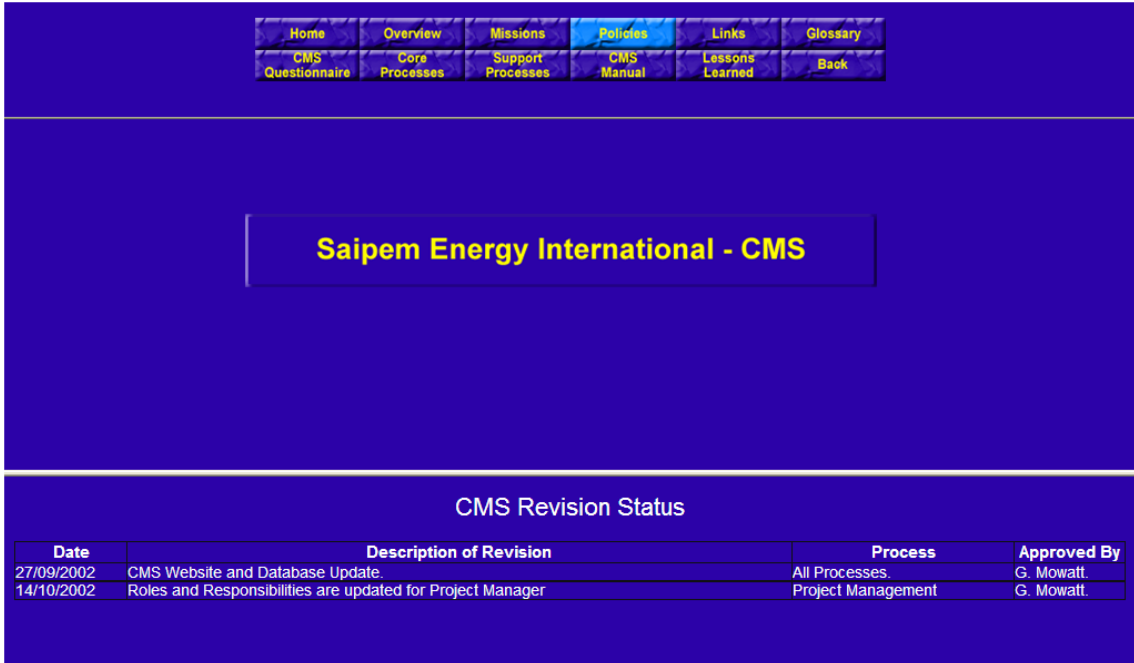 Home Overview Missions Policies Links Glossary
CMS Questionnaire Core Processes Support Processes CMS Manual Lessons Learned Back
Saipem Energy International - CMS
CMS Revision Status
Date Description of Revision Process Approved By
27/09/2002 CMS Website and Database Update. All Processes. G. Mowatt.
14/10/2002 Roles and Responsibilities are updated for Project Manager Project Management G. Mowatt.